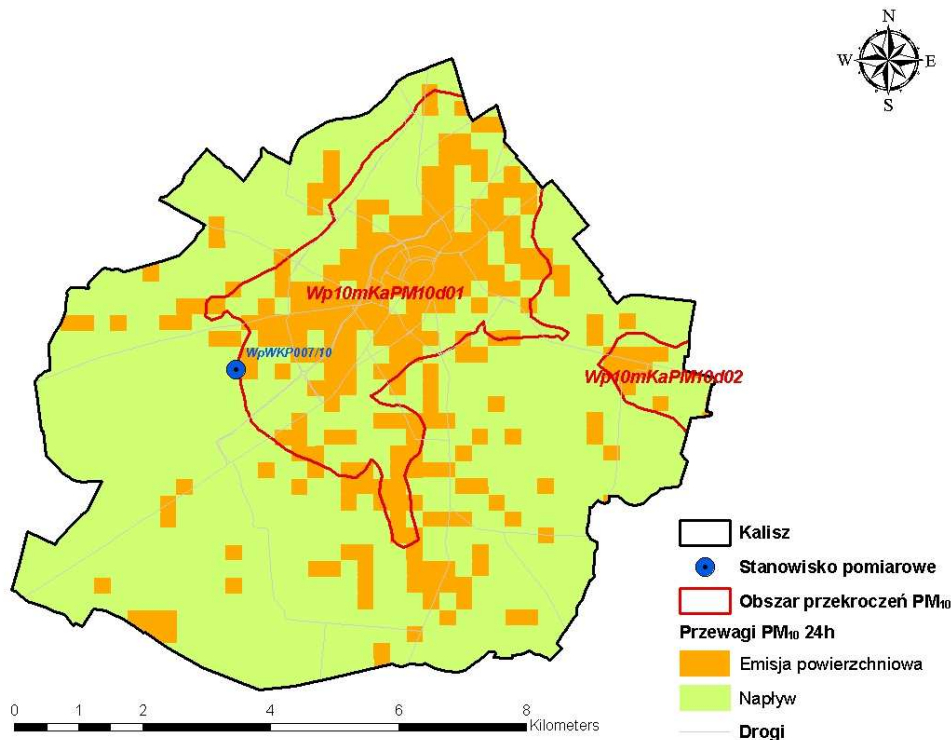 N
W E
S
Wp10mKaPM10d01
WpWKP007/10
Wp10mKaPM10d02
Kalisz
Stanowisko pomiarowe
Obszar przekroczeń PM₁₀
Przewagi PM₁₀ 24h
Emisja powierzchniowa
Napływ
Drogi
0 1 2 4 6 8
Kilometers